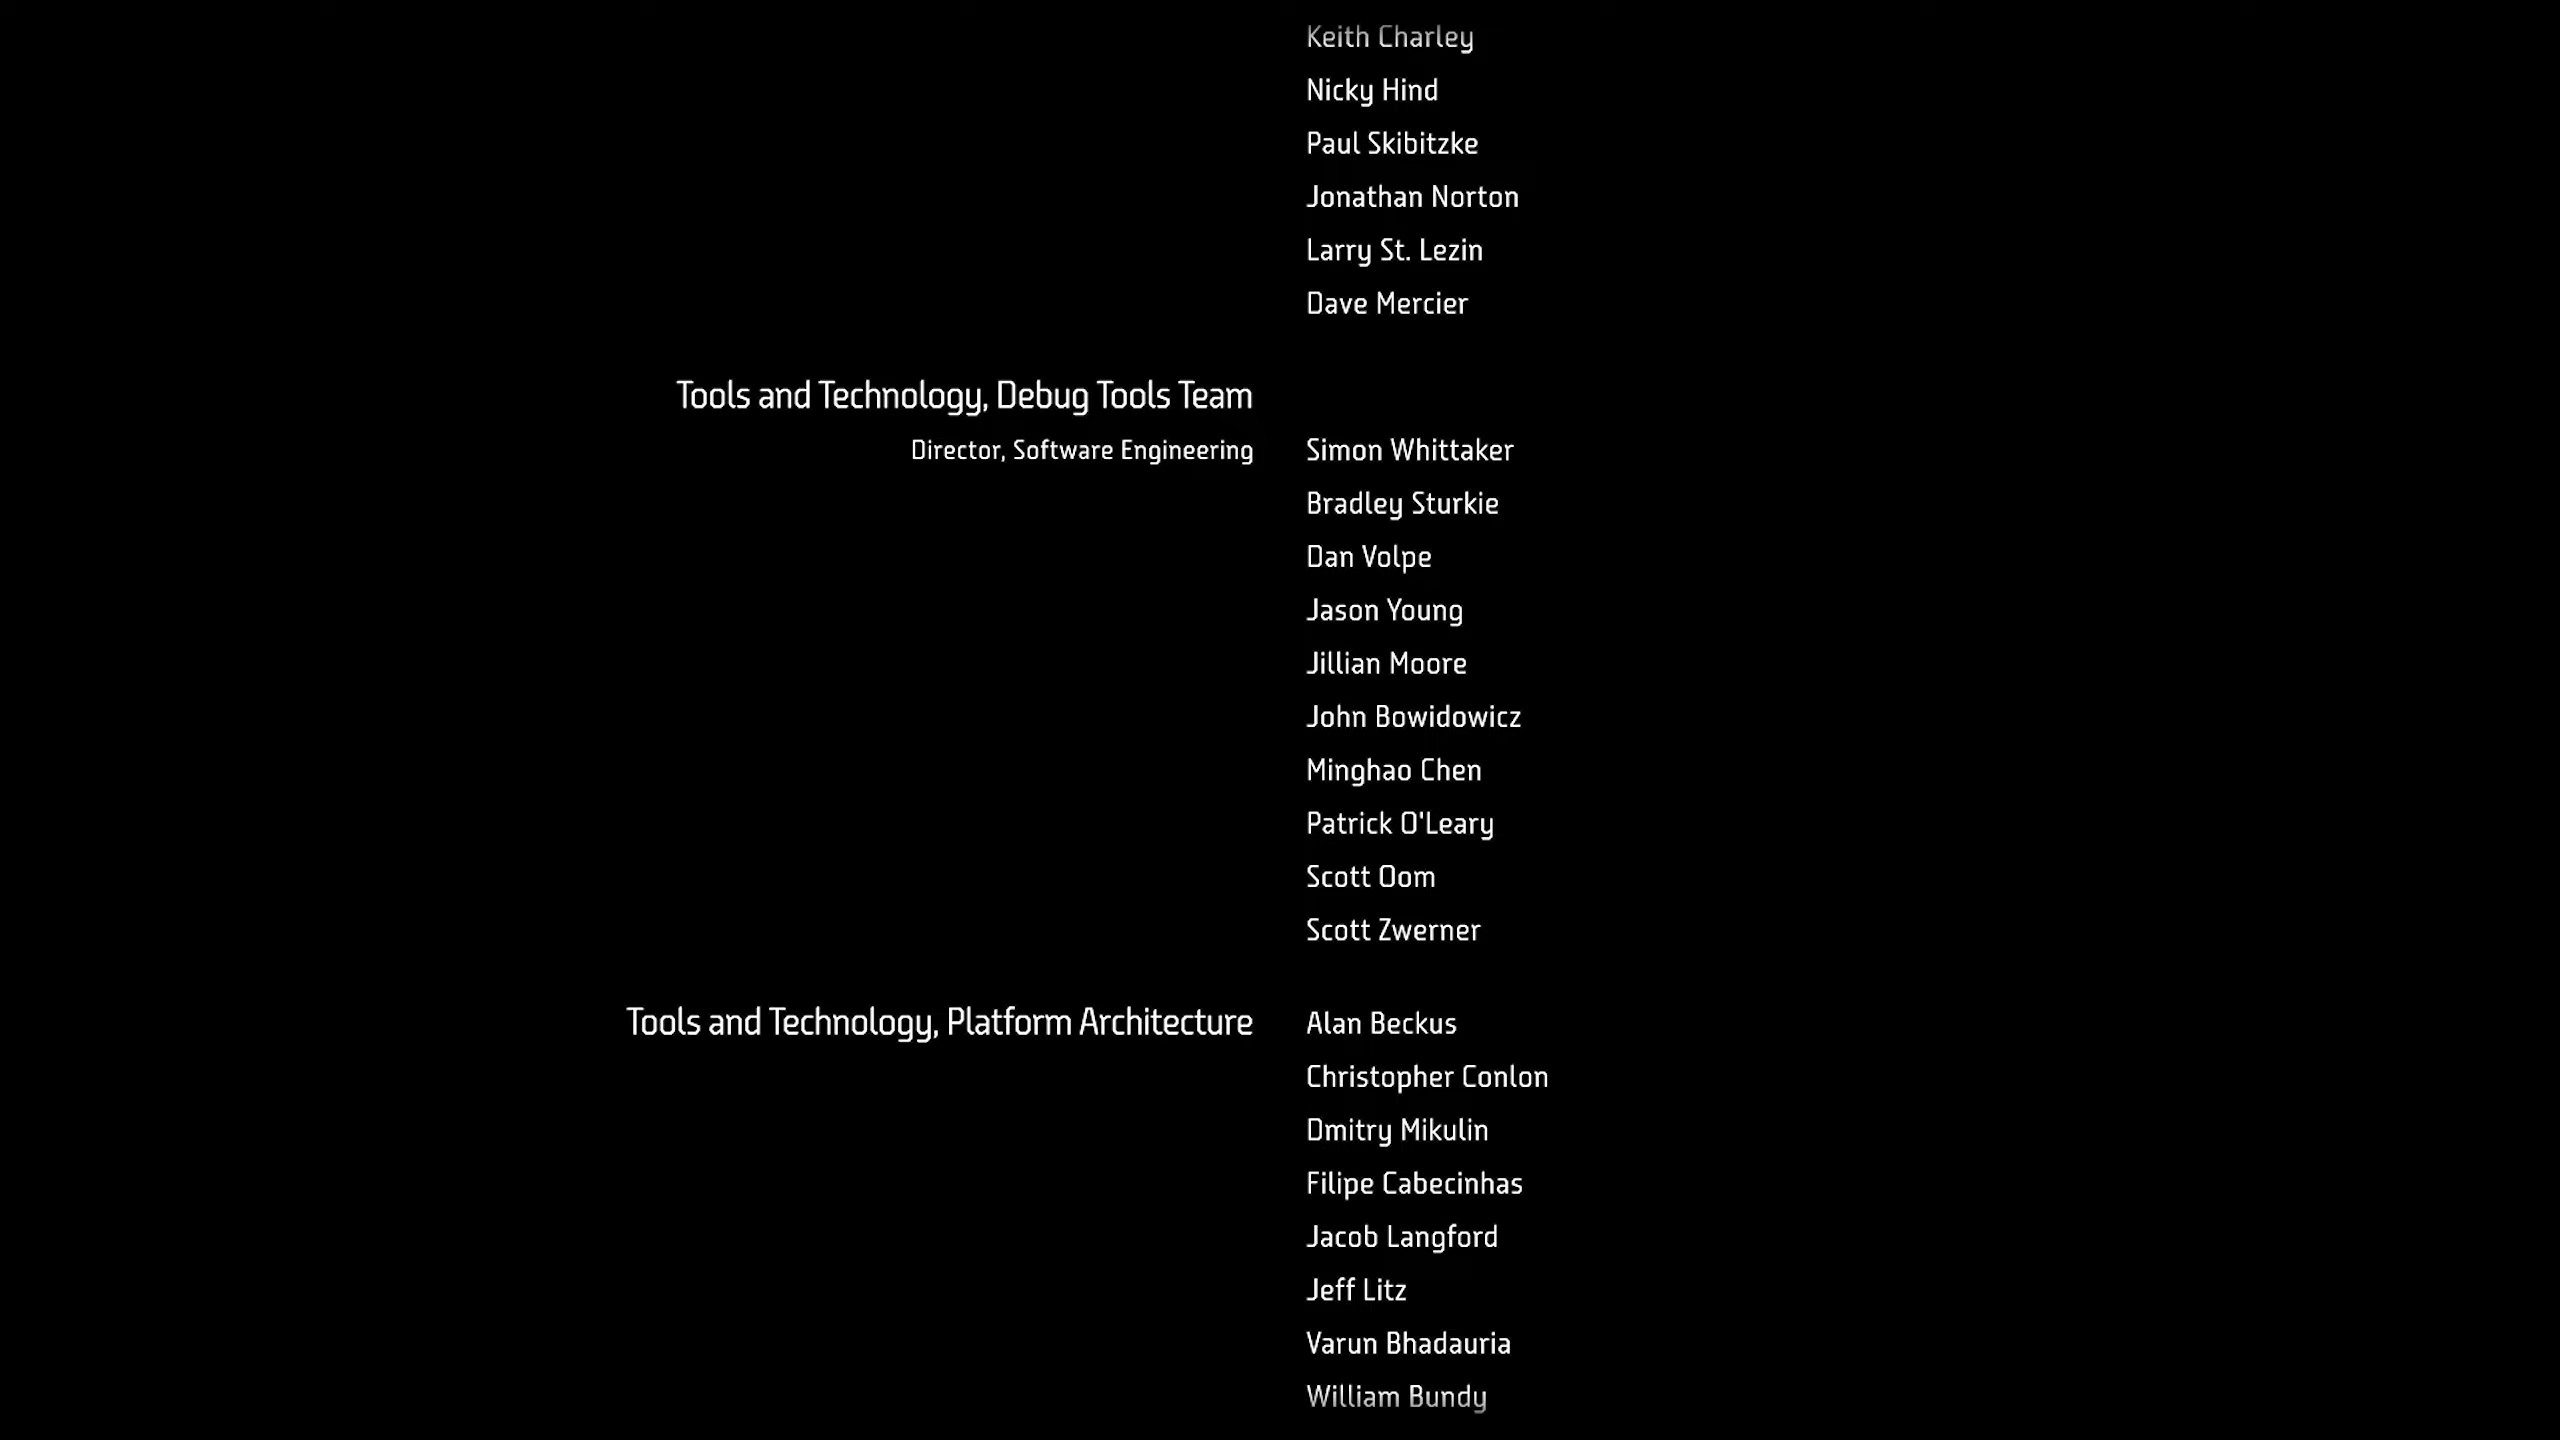 Keith Charley
Nicky Hind
Paul Skibitzke
Jonathan Norton
Larry St. Lezin
Dave Mercier
Tools and Technology, Debug Tools Team
Director, Software Engineering Simon Whittaker
Bradley Sturkie
Dan Volpe
Jason Young
Jillian Moore
John Bowidowicz
Minghao Chen
Patrick O'Leary
Scott Oom
Scott Zwerner
Tools and Technology, Platform Architecture Alan Beckus
Christopher Conlon
Dmitry Mikulin
Filipe Cabecinhas
Jacob Langford
Jeff Litz
Varun Bhadauria
William Bundy